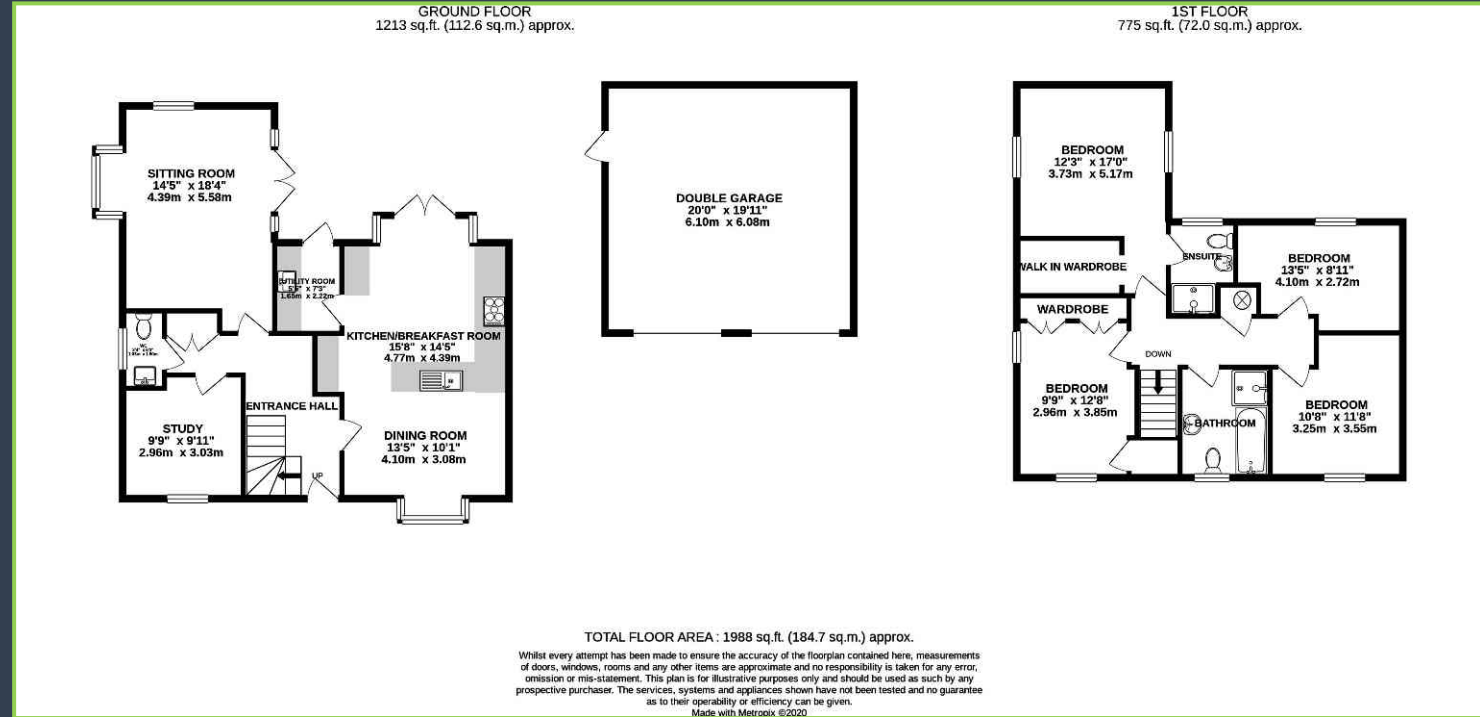 GROUND FLOOR
1213 sq.ft. (112.6 sq.m.) approx.
1ST FLOOR
775 sq.ft. (72.0 sq.m.) approx.
SITTING ROOM
14'5" x 18'4"
4.39m x 5.58m
UTILITY ROOM
5'5" x 7'3"
1.65m x 2.22m
KITCHEN/BREAKFAST ROOM
15'8" x 14'5"
4.77m x 4.39m
ENTRANCE HALL
STUDY
9'9" x 9'11"
2.96m x 3.03m
DINING ROOM
13'5" x 10'1"
4.10m x 3.08m
UP
DOUBLE GARAGE
20'0" x 19'11"
6.10m x 6.08m
BEDROOM
12'3" x 17'0"
3.73m x 5.17m
WALK IN WARDROBE
ENSUITE
BEDROOM
13'5" x 8'11"
4.10m x 2.72m
WARDROBE
DOWN
BEDROOM
9'9" x 12'8"
2.96m x 3.85m
BATHROOM
BEDROOM
10'8" x 11'8"
3.25m x 3.55m
TOTAL FLOOR AREA : 1988 sq.ft. (184.7 sq.m.) approx.
Whilst every attempt has been made to ensure the accuracy of the floorplan contained here, measurements
of doors, windows, rooms and any other items are approximate and no responsibility is taken for any error,
omission or mis-statement. This plan is for illustrative purposes only and should be used as such by any
prospective purchaser. The services, systems and appliances shown have not been tested and no guarantee
as to their operability or efficiency can be given.
Made with Metropix ©2020